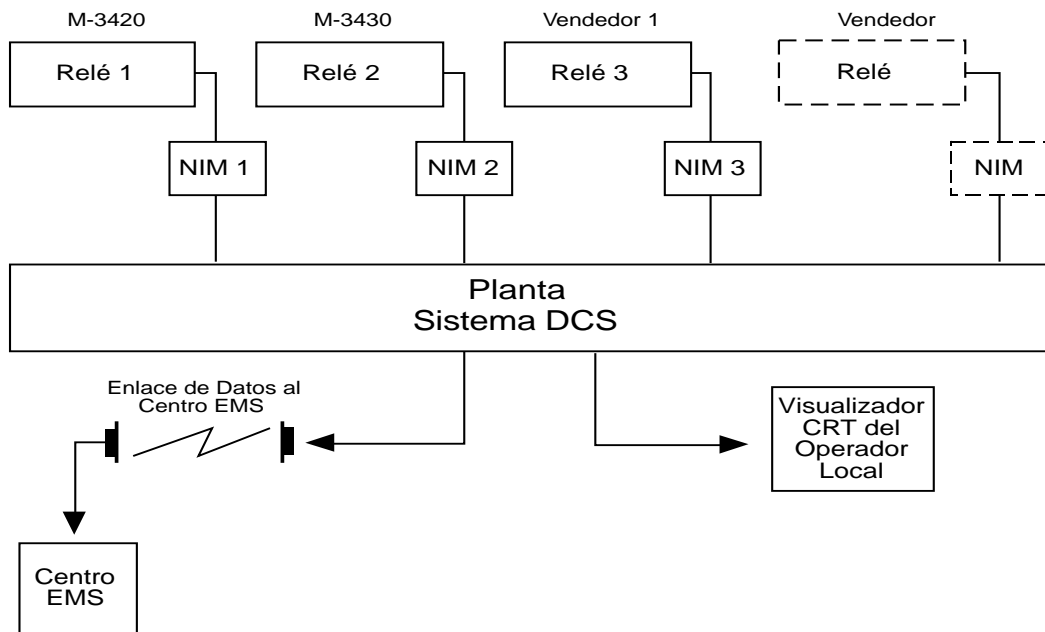 M-3420
M-3430
Vendedor 1
Vendedor
Relé 1
Relé 2
Relé 3
Relé
NIM 1
NIM 2
NIM 3
NIM
Planta
Sistema DCS
Enlace de Datos al
Centro EMS
Visualizador
CRT del
Operador
Local
Centro
EMS